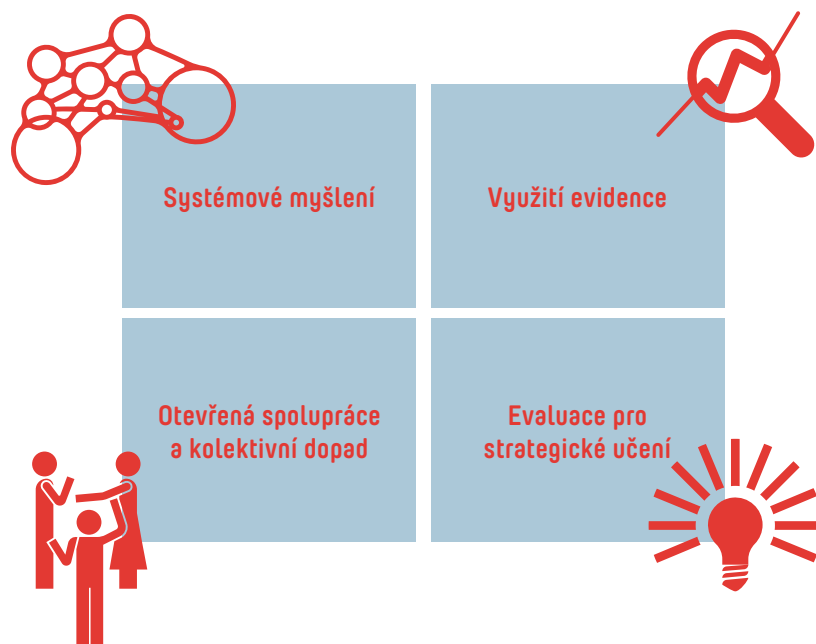 Systémové myšlení
Využití evidence
Otevřená spolupráce
a kolektivní dopad
Evaluace pro
strategické učení